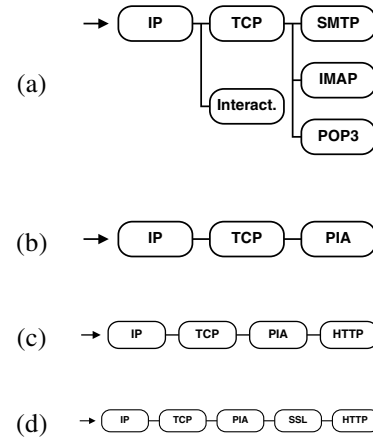 IP TCP SMTP
(a) IMAP
Interact.
POP3
(b) IP TCP PIA
(c) IP TCP PIA HTTP
(d) IP TCP PIA SSL HTTP